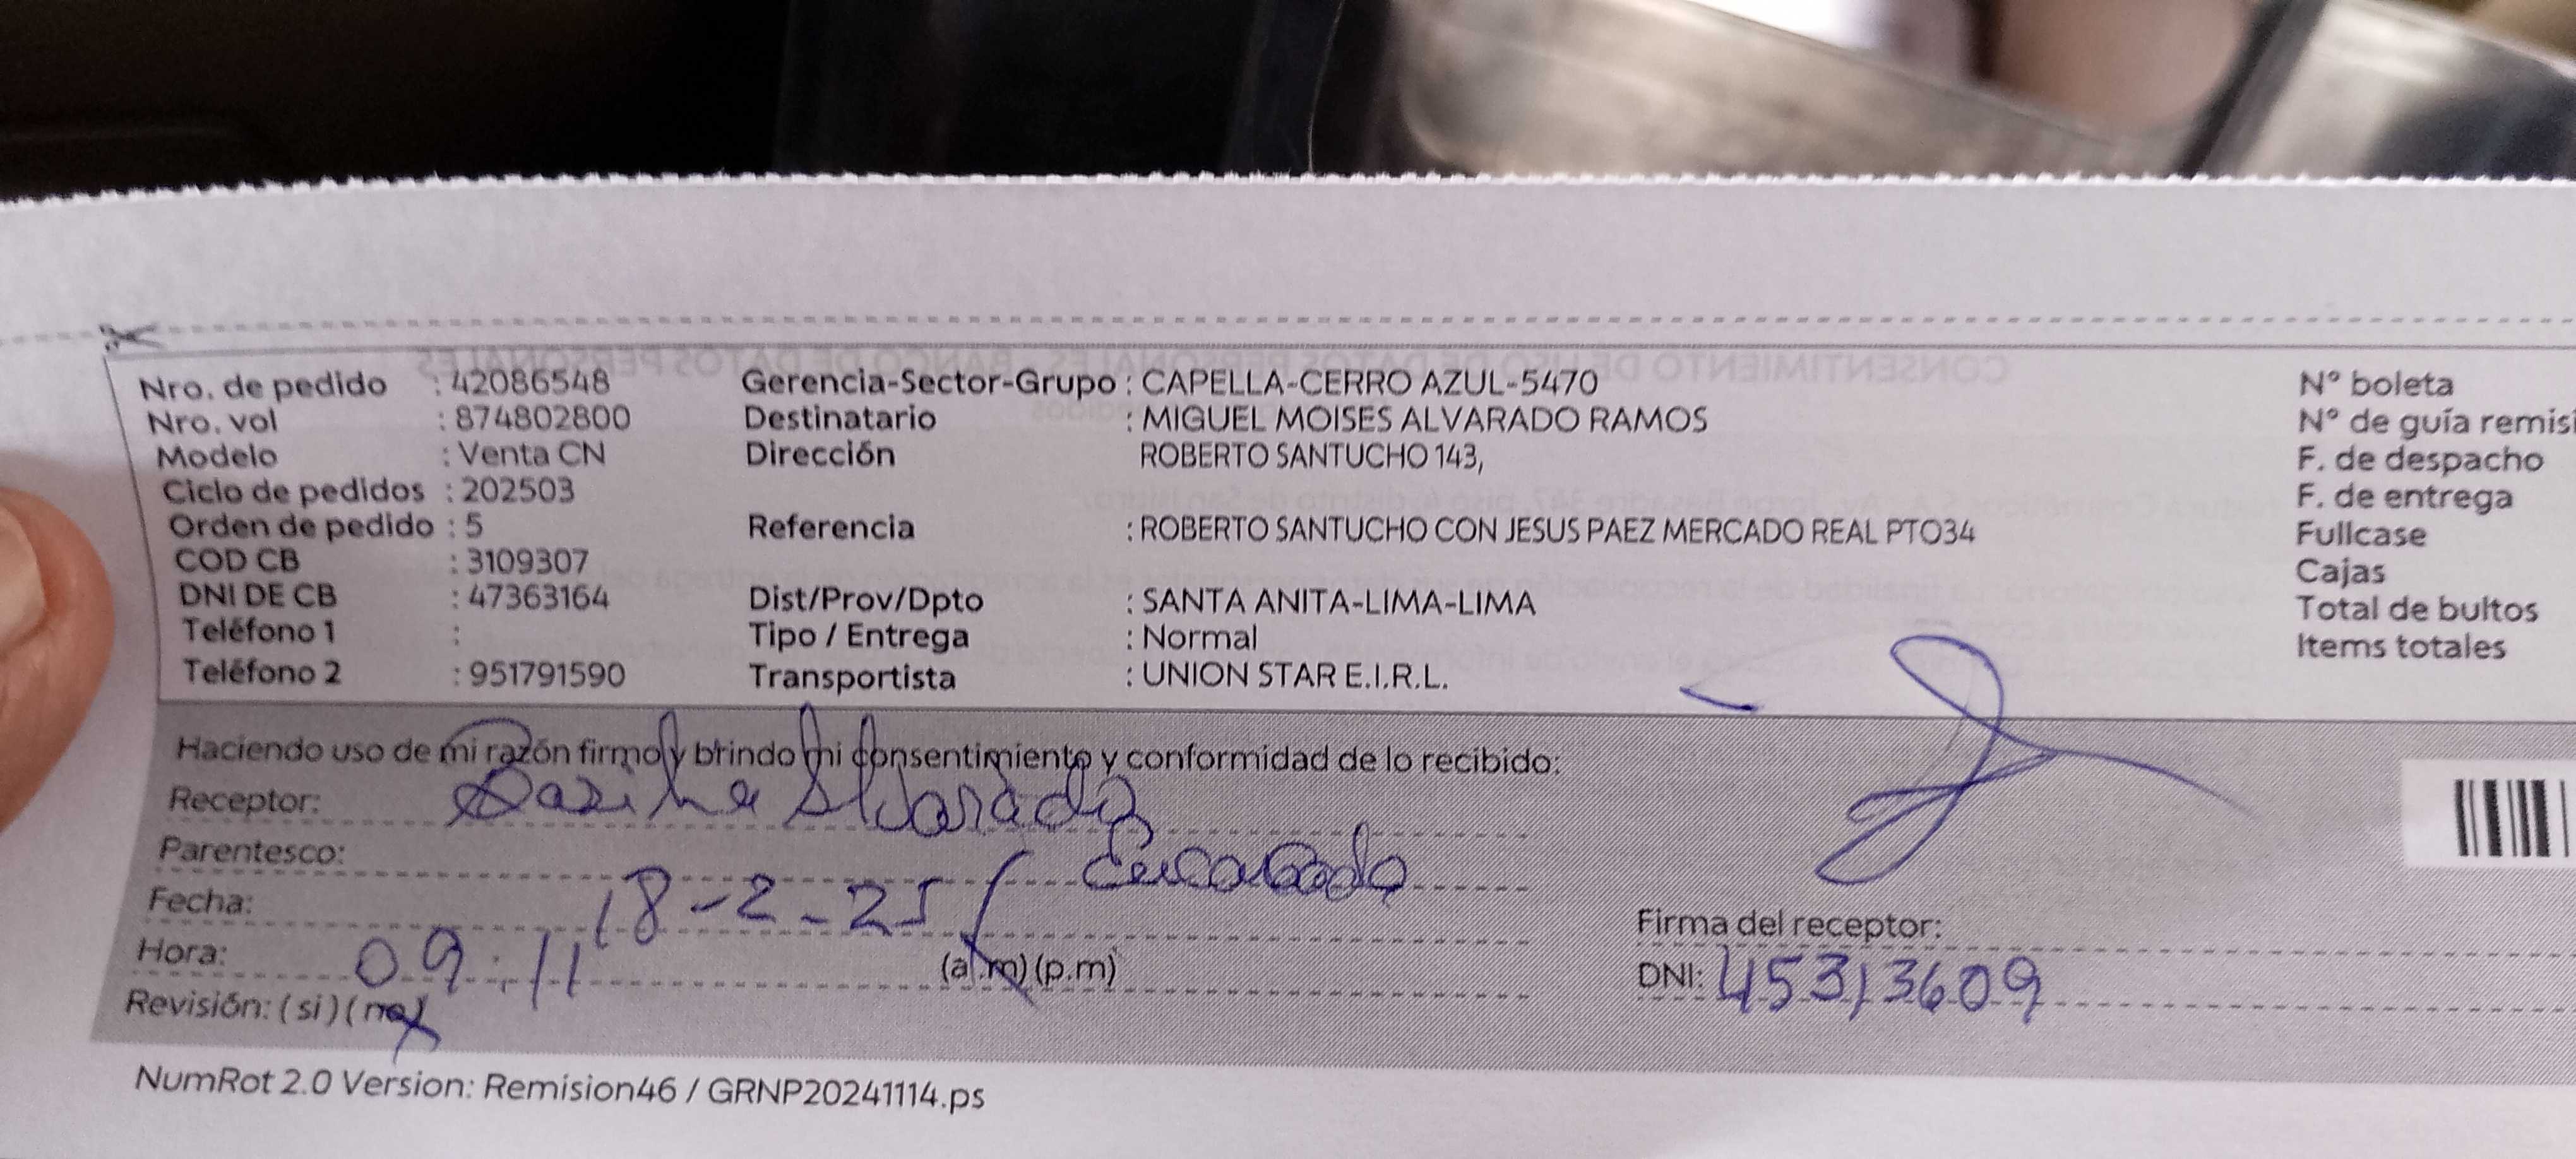 Nro. de pedido : 42086548 Gerencia-Sector-Grupo : CAPELLA-CERRO AZUL-5470 N° boleta
Nro. vol : 874802800 Destinatario : MIGUEL MOISES ALVARADO RAMOS N° de guía remisi
Modelo : Venta CN Dirección ROBERTO SANTUCHO 143, F. de despacho
Ciclo de pedidos : 202503 F. de entrega
Orden de pedido : 5 Referencia : ROBERTO SANTUCHO CON JESUS PAEZ MERCADO REAL PTO34 Fullcase
COD CB : 3109307 Cajas
DNI DE CB : 47363164 Dist/Prov/Dpto : SANTA ANITA-LIMA-LIMA Total de bultos
Teléfono 1 : Tipo / Entrega : Normal Items totales
Teléfono 2 : 951791590 Transportista : UNION STAR E.I.R.L.
Haciendo uso de mi razón firmo y brindo mi consentimiento y conformidad de lo recibido:
Receptor: Alvarado
Parentesco:
Fecha: 18-2-25
Firma del receptor:
Hora: 09:11 (a.m) (p.m) DNI: 45313609
Revisión: (si) (no)
NumRot 2.0 Version: Remision46 / GRNP20241114.ps